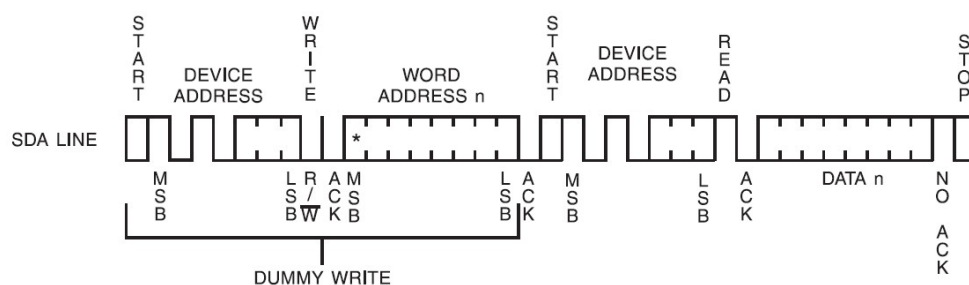 START
WRITE
START
READ
STOP
DEVICE
ADDRESS
WORD
ADDRESS n
DEVICE
ADDRESS
SDA LINE
*
MSB
LSB
R/W
ACK
MSB
LSB
ACK
MSB
LSB
ACK
DATA n
NO ACK
DUMMY WRITE